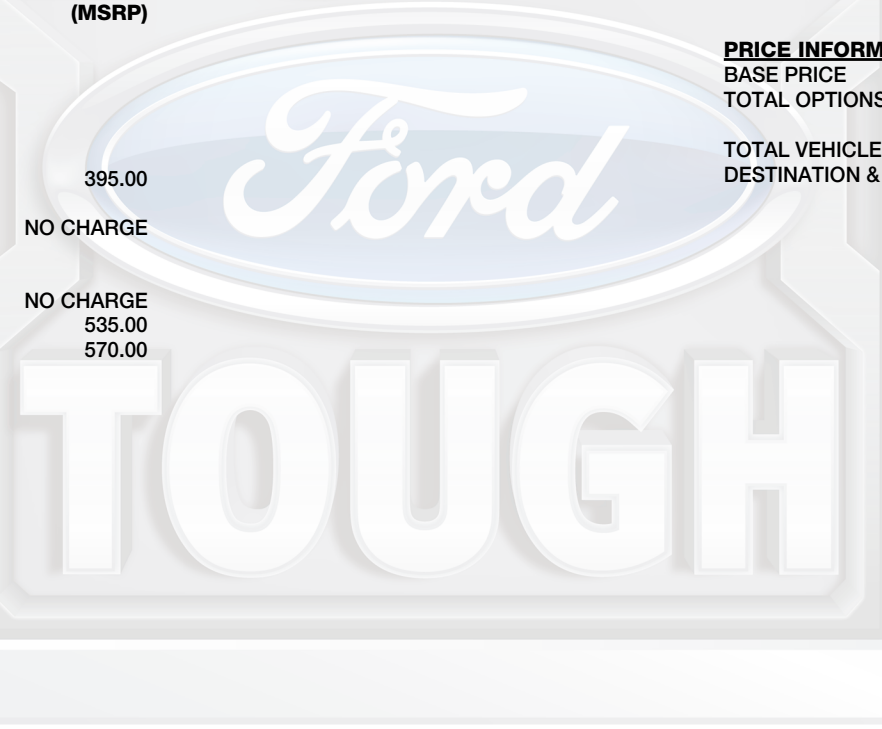 (MSRP)
395.00
NO CHARGE
NO CHARGE
535.00
570.00
PRICE INFORM
BASE PRICE
TOTAL OPTIONS
TOTAL VEHICLE
DESTINATION &
Ford
TOUGH